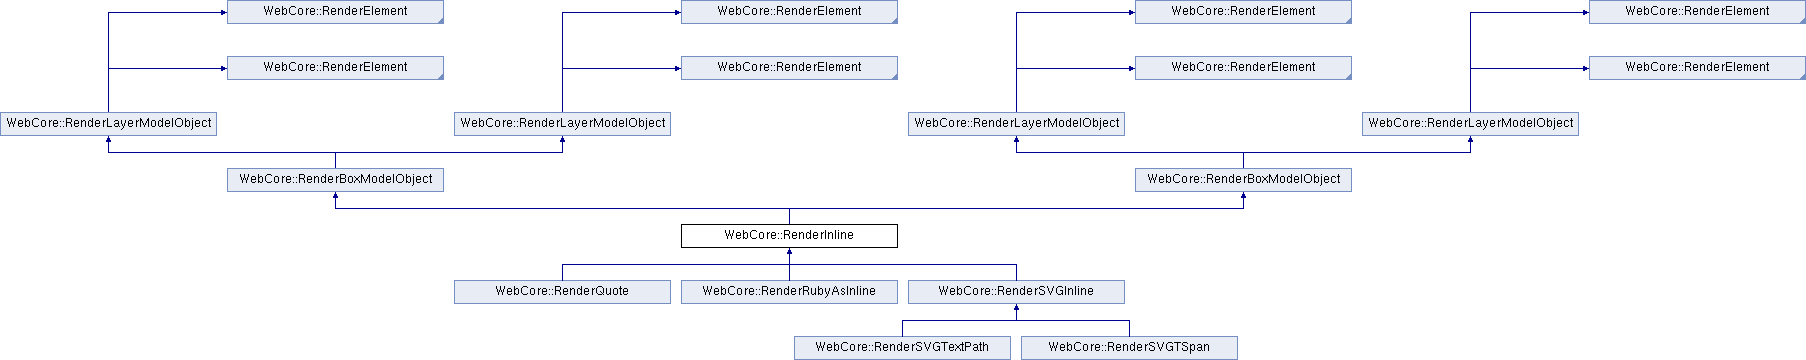 WebCore::RenderElement
WebCore::RenderElement
WebCore::RenderElement
WebCore::RenderElement
WebCore::RenderElement
WebCore::RenderElement
WebCore::RenderElement
WebCore::RenderElement
WebCore::RenderLayerModelObject
WebCore::RenderLayerModelObject
WebCore::RenderLayerModelObject
WebCore::RenderLayerModelObject
WebCore::RenderBoxModelObject
WebCore::RenderBoxModelObject
WebCore::RenderInline
WebCore::RenderQuote
WebCore::RenderRubyAsInline
WebCore::RenderSVGInline
WebCore::RenderSVGTextPath
WebCore::RenderSVGTSpan